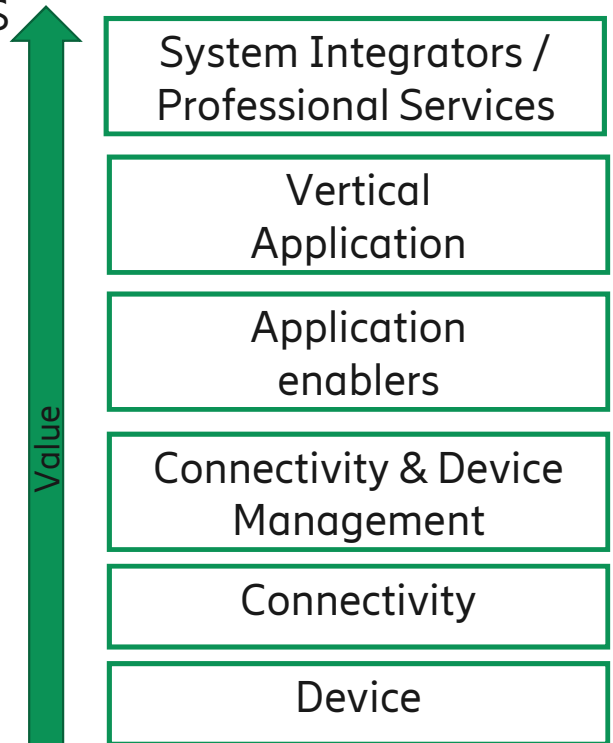 System Integrators /
Professional Services
Vertical
Application
Application
enablers
Value
Connectivity & Device
Management
Connectivity
Device